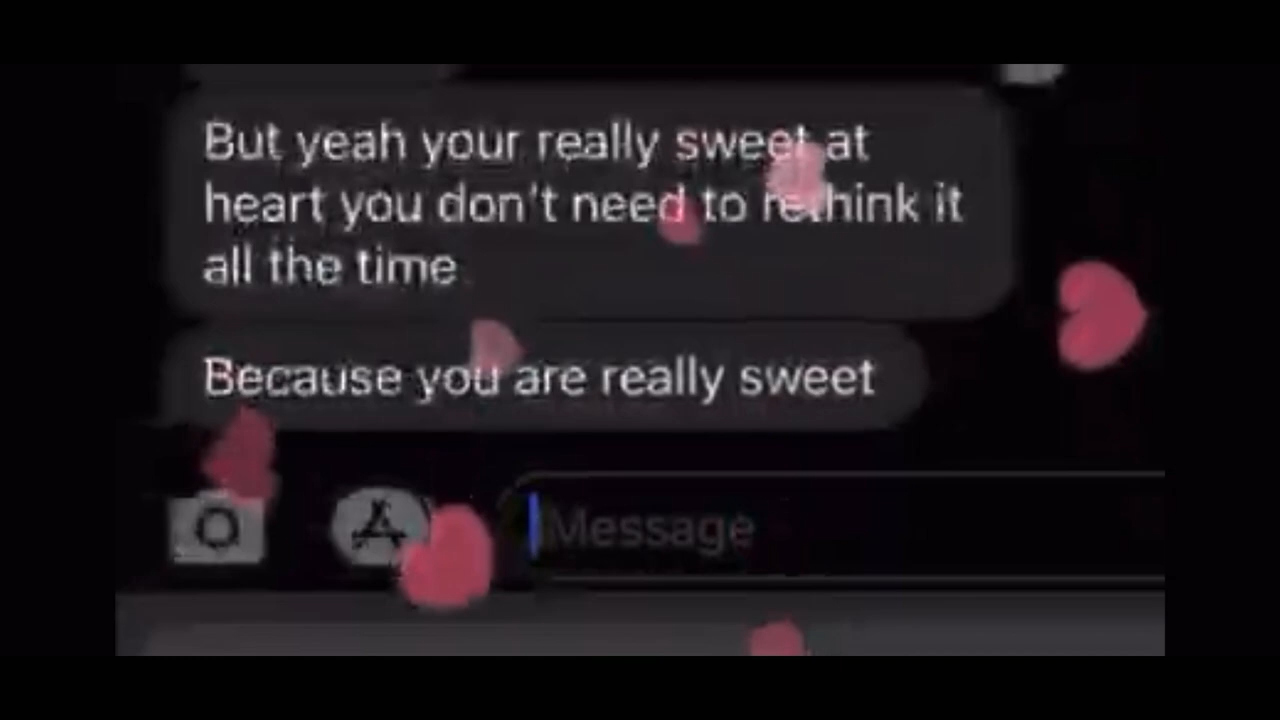 But yeah your really sweet at
heart you don't need to rethink it
all the time
Because you are really sweet
Message